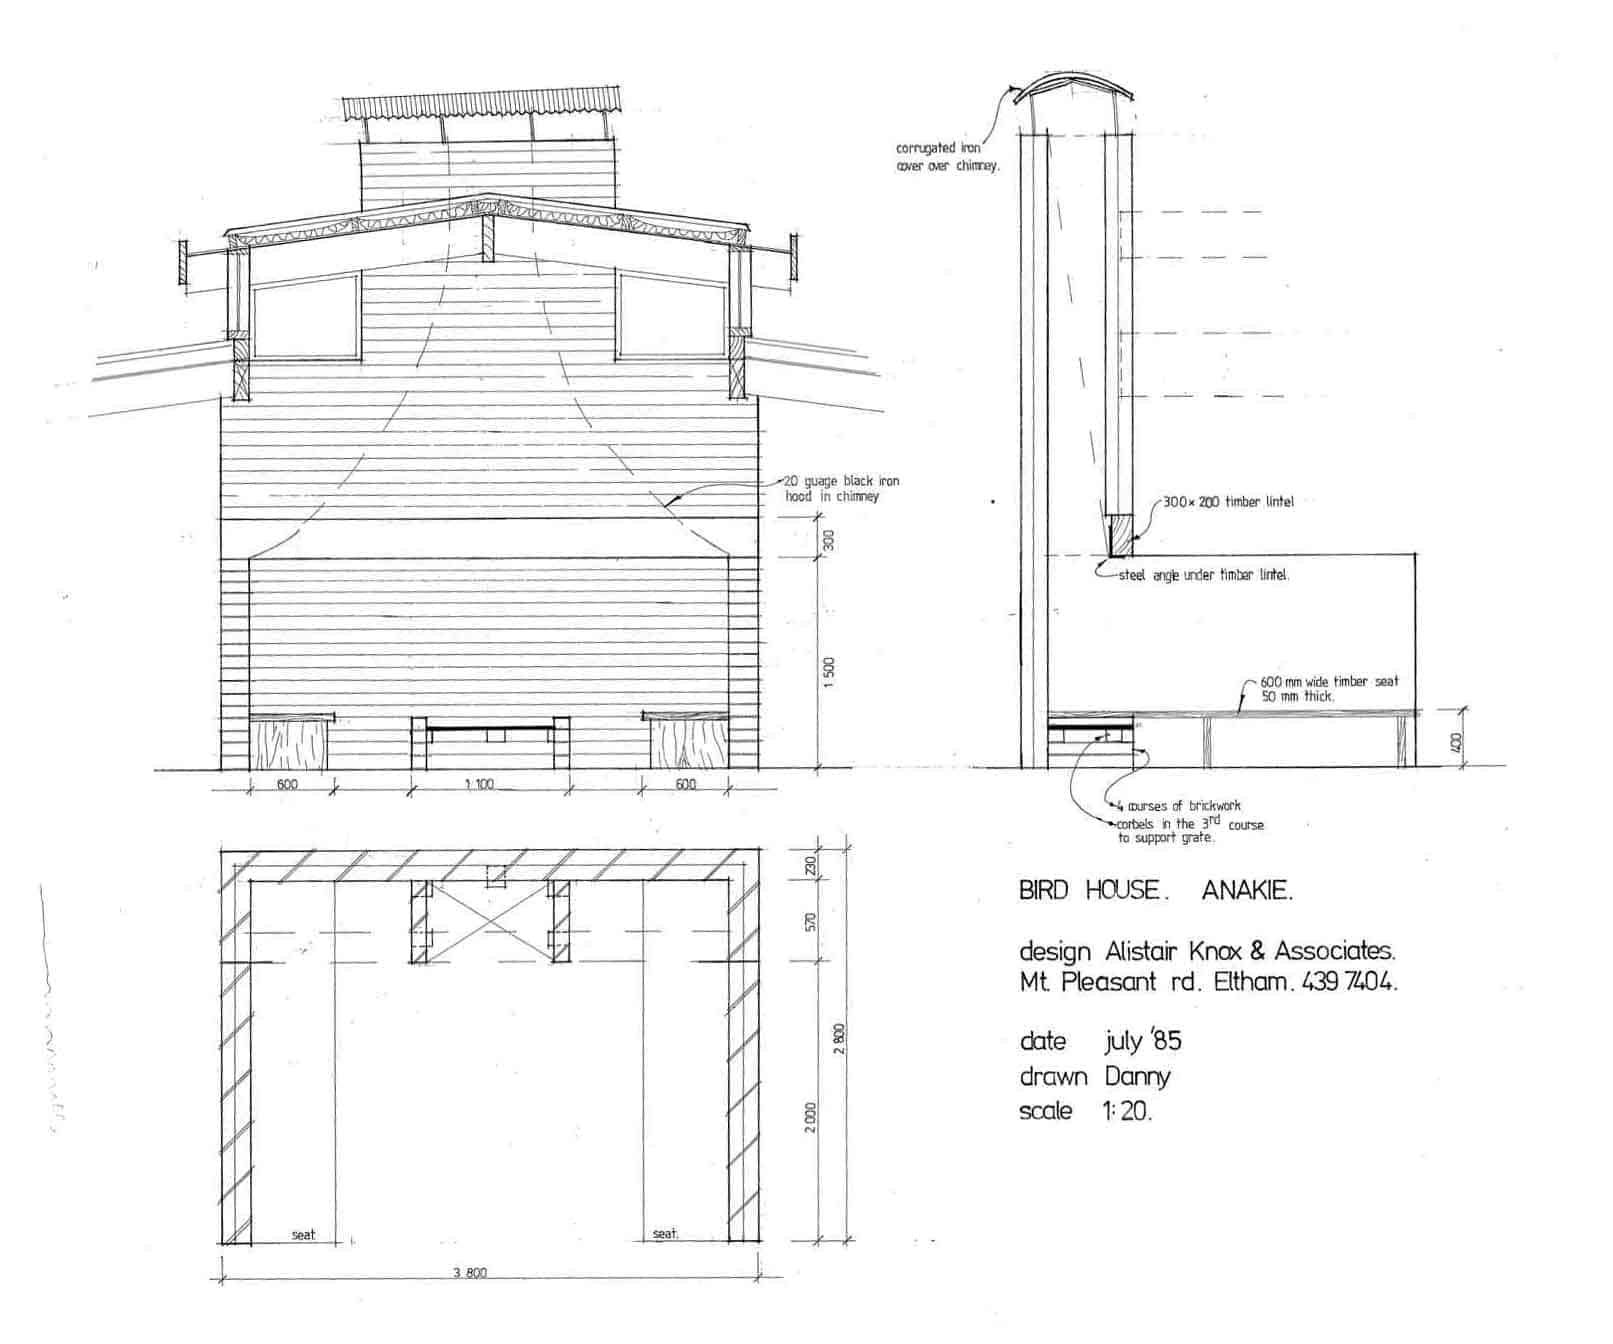 corrugated iron
cover over chimney.
20 guage black iron
hood in chimney
300
1 500
600
1 100
600
300 x 200 timber lintel
steel angle under timber lintel.
600 mm wide timber seat
50 mm thick.
400
4 courses of brickwork
corbels in the 3rd course
to support grate.
230
570
2 000
2 800
seat
seat.
3 800
BIRD HOUSE. ANAKIE.
design Alistair Knox & Associates.
Mt. Pleasant rd. Eltham. 439 7404.
date july '85
drawn Danny
scale 1:20.